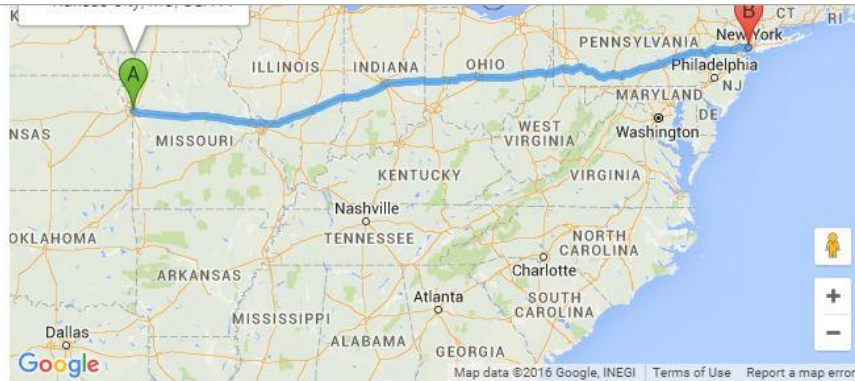 CT
RI
B
New York
PENNSYLVANIA
ILLINOIS
INDIANA
OHIO
Philadelphia
A
NJ
MARYLAND
DE
NSAS
MISSOURI
WEST
VIRGINIA
Washington
KENTUCKY
VIRGINIA
Nashville
OKLAHOMA
TENNESSEE
NORTH
CAROLINA
ARKANSAS
Charlotte
Atlanta
SOUTH
CAROLINA
+
MISSISSIPPI
Dallas
ALABAMA
−
GEORGIA
Google
Map data ©2016 Google, INEGI
Terms of Use
Report a map error